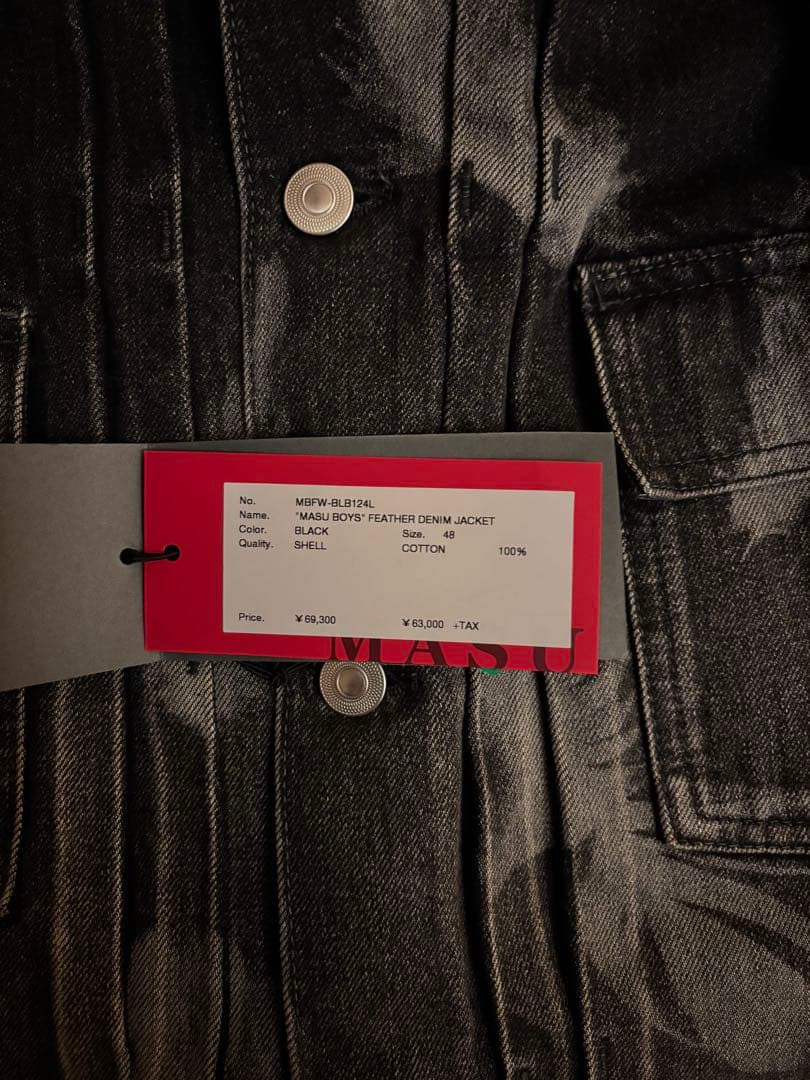 No. MBFW-BLB124L
Name. "MASU BOYS" FEATHER DENIM JACKET
Color. BLACK Size. 48
Quality. SHELL COTTON 100%
Price. ¥69,300 ¥63,000 +TAX
MASU